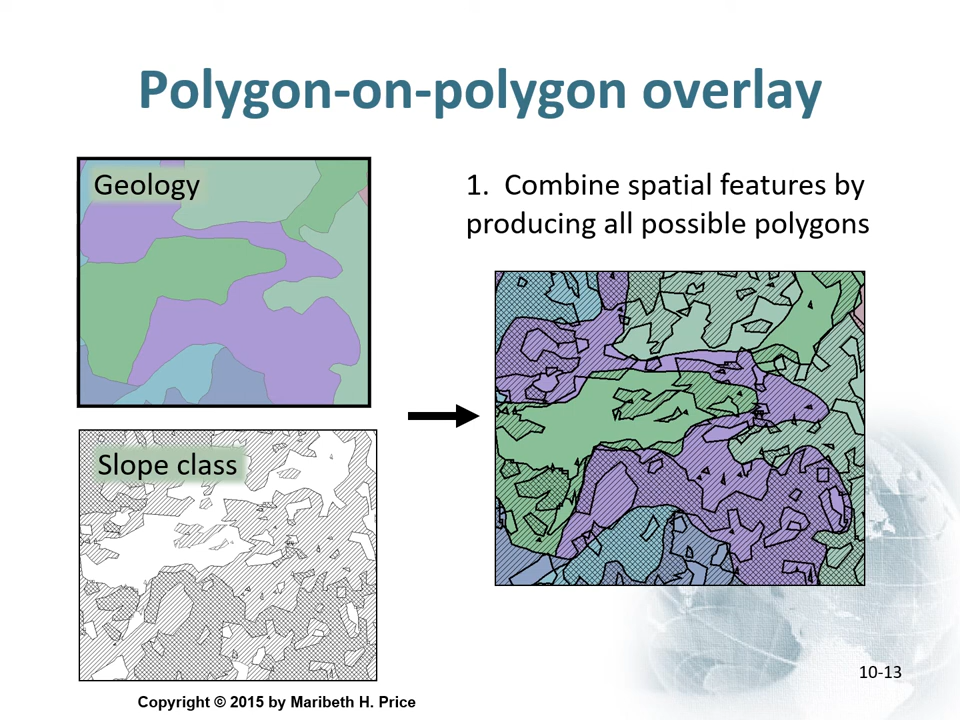 Polygon-on-polygon overlay
Geology
1. Combine spatial features by
producing all possible polygons
Slope class
10-13
Copyright © 2015 by Maribeth H. Price